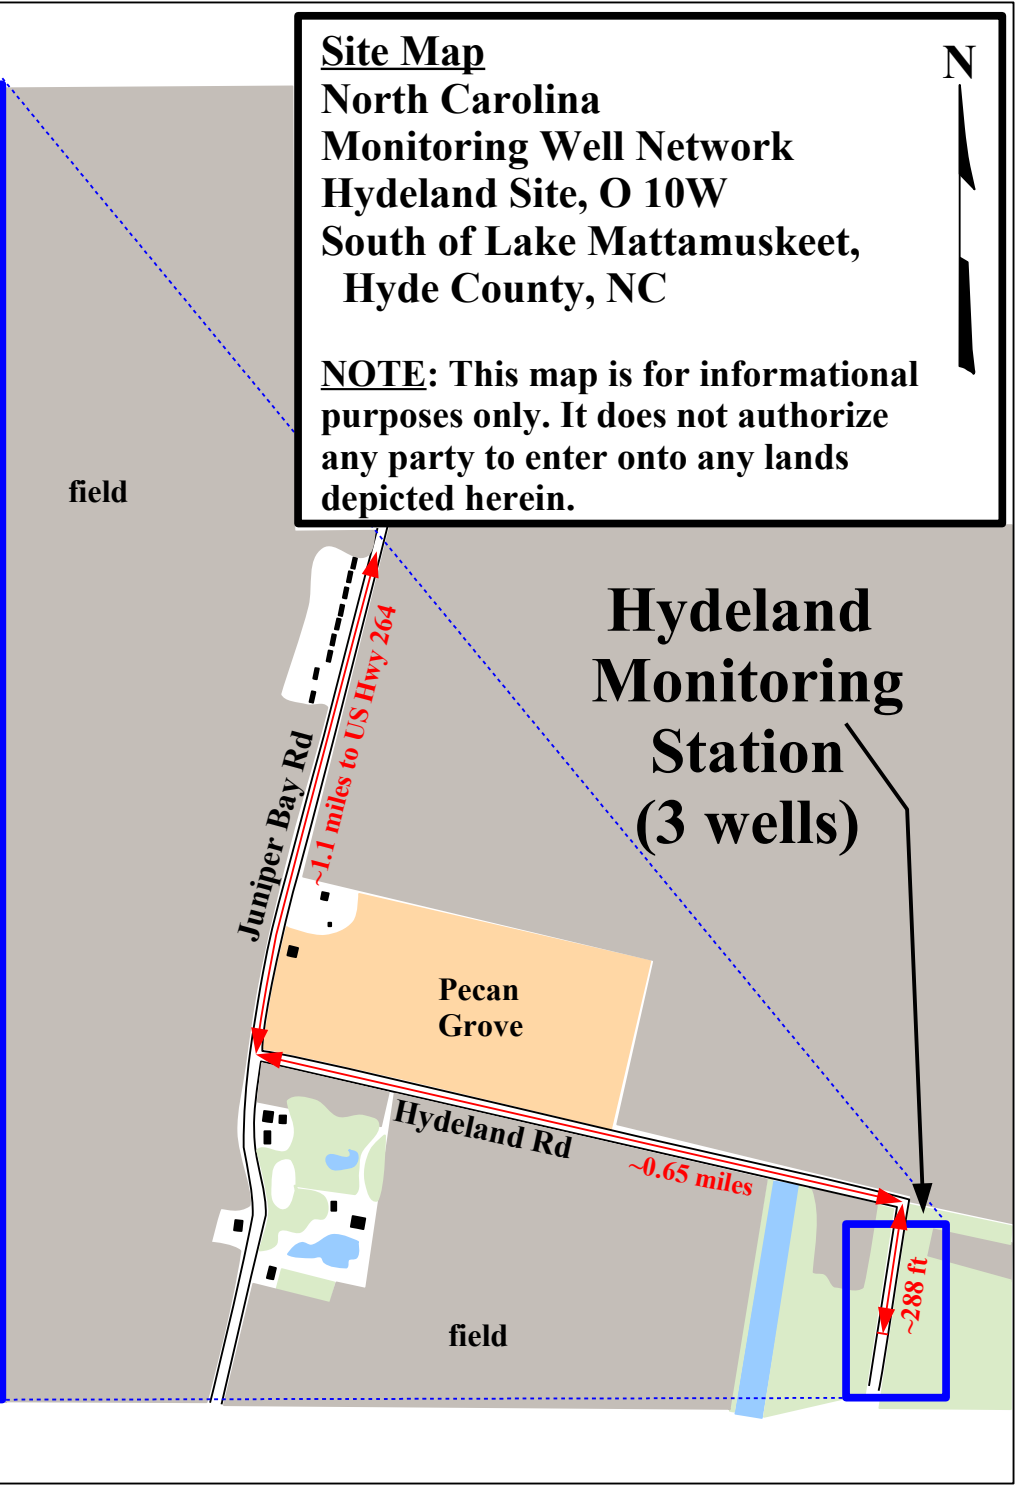 Site Map
North Carolina
Monitoring Well Network
Hydeland Site, O 10W
South of Lake Mattamuskeet,
Hyde County, NC
NOTE: This map is for informational
purposes only. It does not authorize
any party to enter onto any lands
depicted herein.
N
field
Hydeland
Monitoring
Station
(3 wells)
~1.1 miles to US Hwy 264
Juniper Bay Rd
Pecan
Grove
Hydeland Rd
~0.65 miles
~288 ft
field